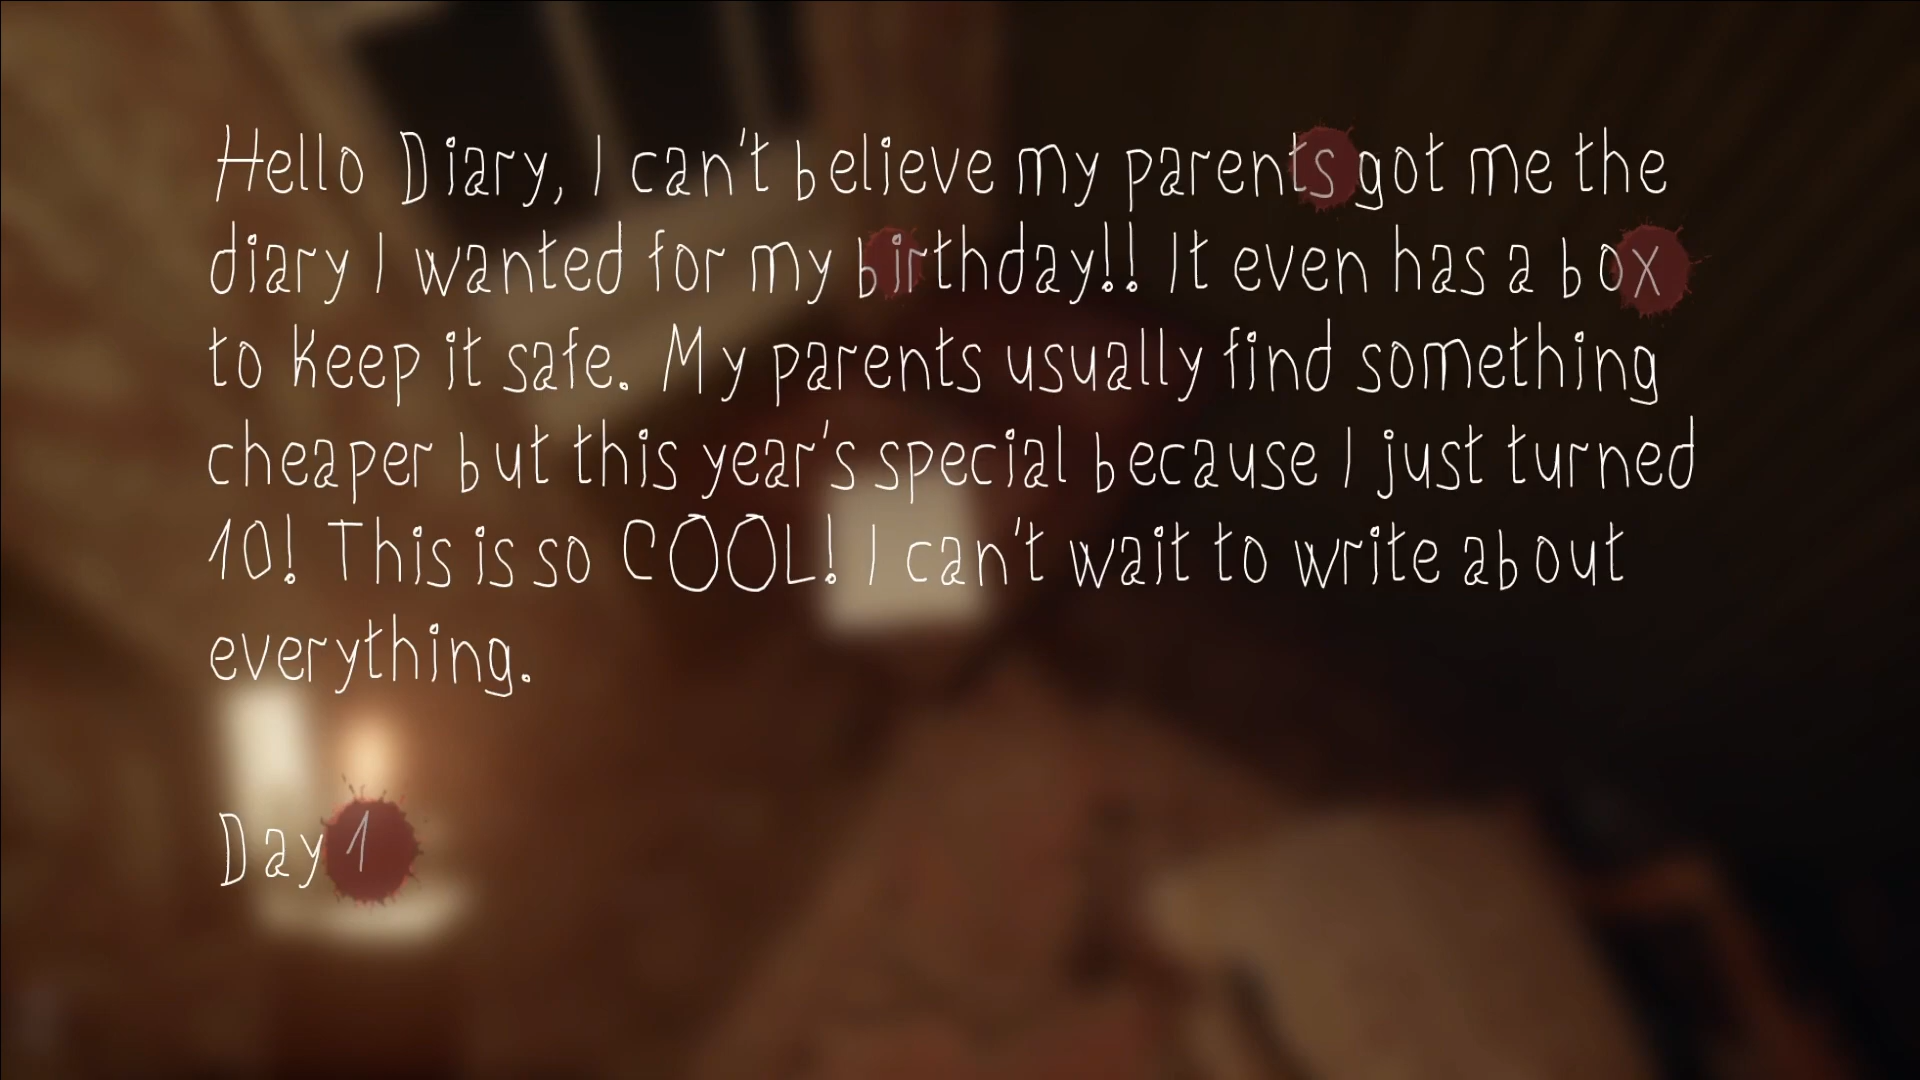 Hello Diary, I can't believe my parents got me the
diary I wanted for my birthday!! It even has a box
to keep it safe. My parents usually find something
cheaper but this year's special because I just turned
10! This is so COOL! I can't wait to write about
everything.
Day 1